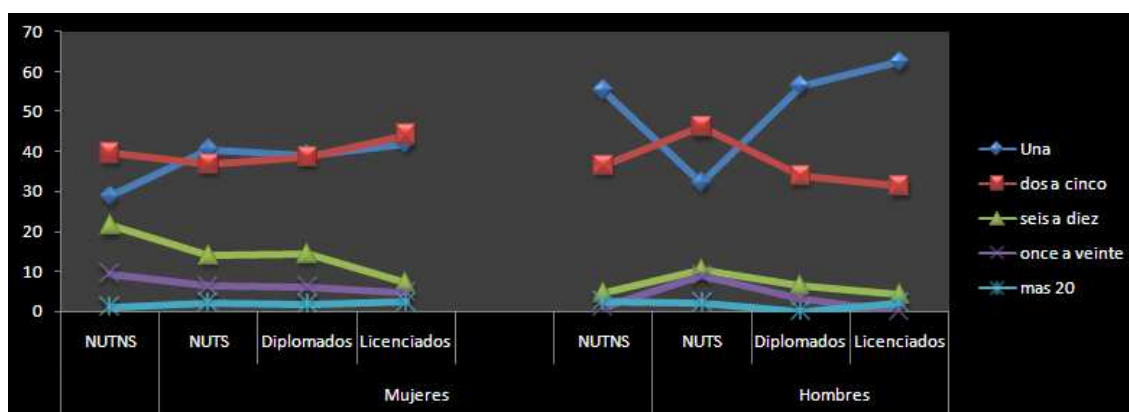 70
60
50
40
30
20
10
0
NUTNS NUTS Diplomados Licenciados NUTNS NUTS Diplomados Licenciados
Mujeres Hombres
Una
dos a cinco
seis a diez
once a veinte
mas 20